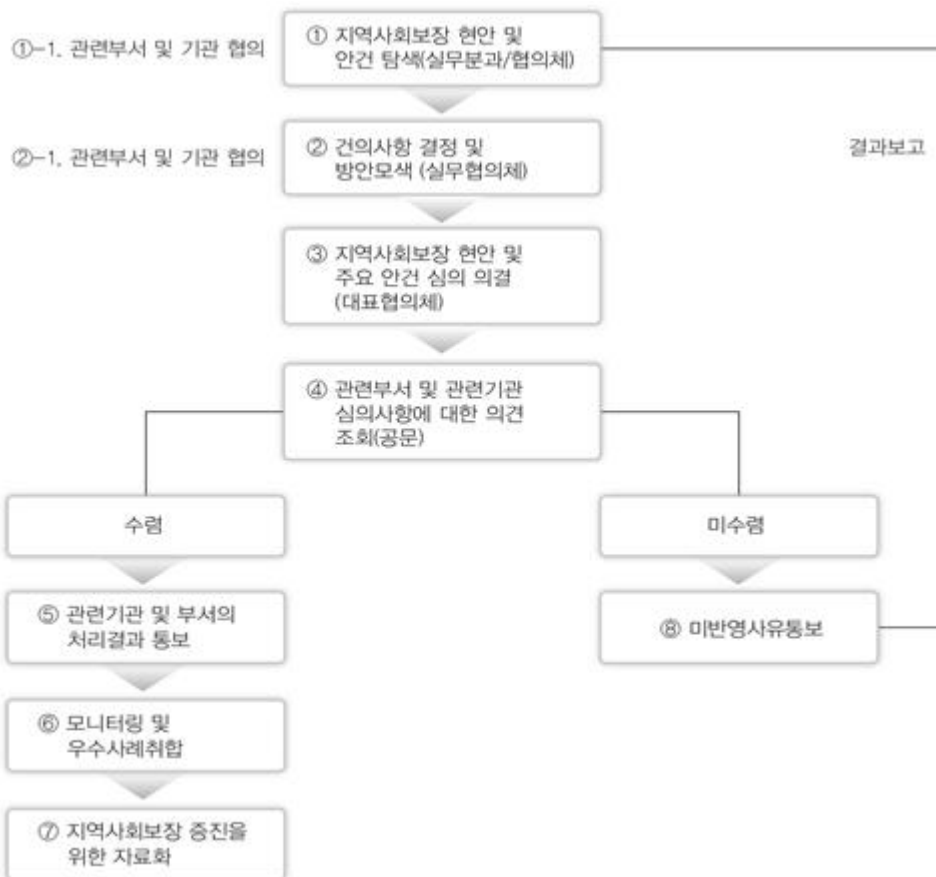 ①-1. 관련부서 및 기관 협의
① 지역사회보장 현안 및
안건 탐색(실무분과/협의체)
②-1. 관련부서 및 기관 협의
② 건의사항 결정 및
방안모색 (실무협의체)
결과보고
③ 지역사회보장 현안 및
주요 안건 심의 의결
(대표협의체)
④ 관련부서 및 관련기관
심의사항에 대한 의견
조회(공문)
수렴
미수렴
⑤ 관련기관 및 부서의
처리결과 통보
⑧ 미반영사유통보
⑥ 모니터링 및
우수사례취합
⑦ 지역사회보장 증진을
위한 자료화